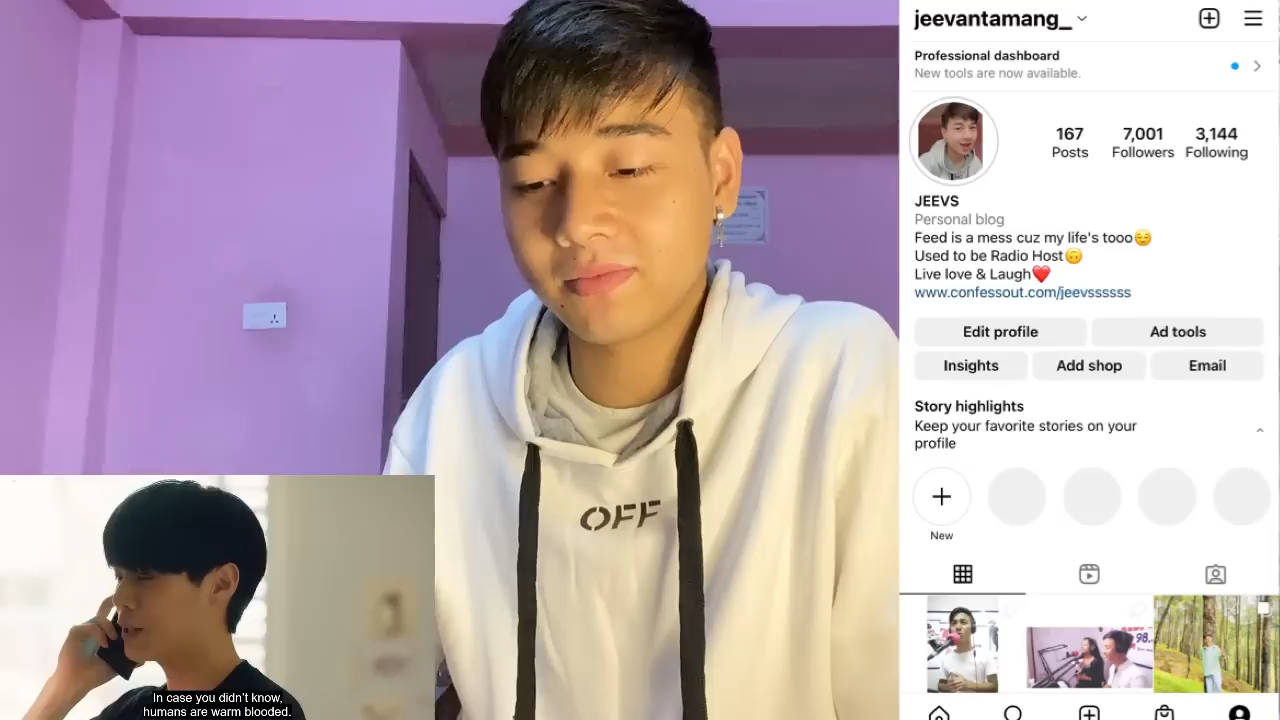 jeevantamang_
Professional dashboard
New tools are now available.
167
7,001
3,144
Posts
Followers
Following
JEEVS
Personal blog
Feed is a mess cuz my life's tooo😌
Used to be Radio Host🙃
Live love & Laugh❤️
www.confessout.com/jeevssssss
Edit profile
Ad tools
Insights
Add shop
Email
Story highlights
Keep your favorite stories on your
profile
New
OFF
98.
In case you didn't know,
humans are warm blooded.